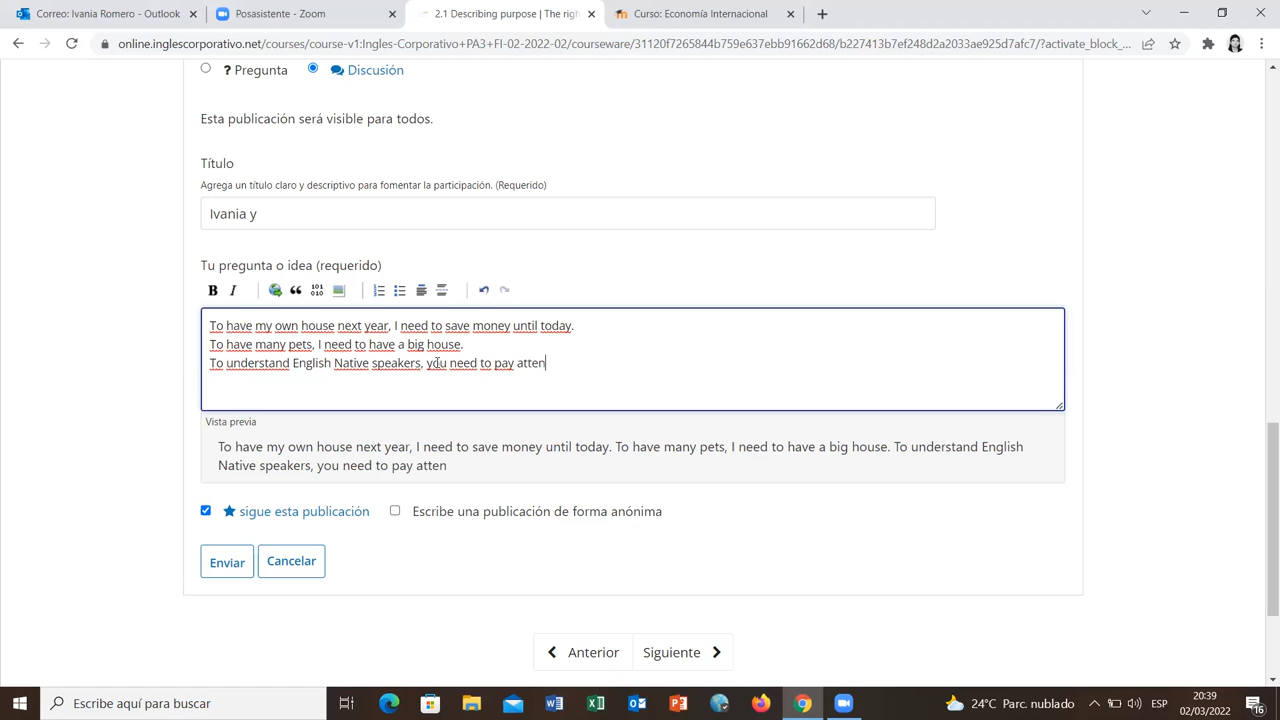 Correo: Ivania Romero - Outlook
Posasistente - Zoom
2.1 Describing purpose | The righ
Curso: Economía Internacional
online.inglescorporativo.net/courses/course-v1:Ingles-Corporativo+PA3+FI-02-2022-02/courseware/31120f7265844b759e637ebb91662d68/b227413b7ef248d2a2033ae925d7afc7/?activate_block_...
? Pregunta
Discusión
Esta publicación será visible para todos.
Título
Agrega un título claro y descriptivo para fomentar la participación. (Requerido)
Ivania y
Tu pregunta o idea (requerido)
B I 101 010
To have my own house next year, I need to save money until today.
To have many pets, I need to have a big house.
To understand English Native speakers, you need to pay atten
Vista previa
To have my own house next year, I need to save money until today. To have many pets, I need to have a big house. To understand English
Native speakers, you need to pay atten
sigue esta publicación
Escribe una publicación de forma anónima
Enviar
Cancelar
Anterior
Siguiente
Escribe aquí para buscar
24°C Parc. nublado
ESP
20:39
02/03/2022
16